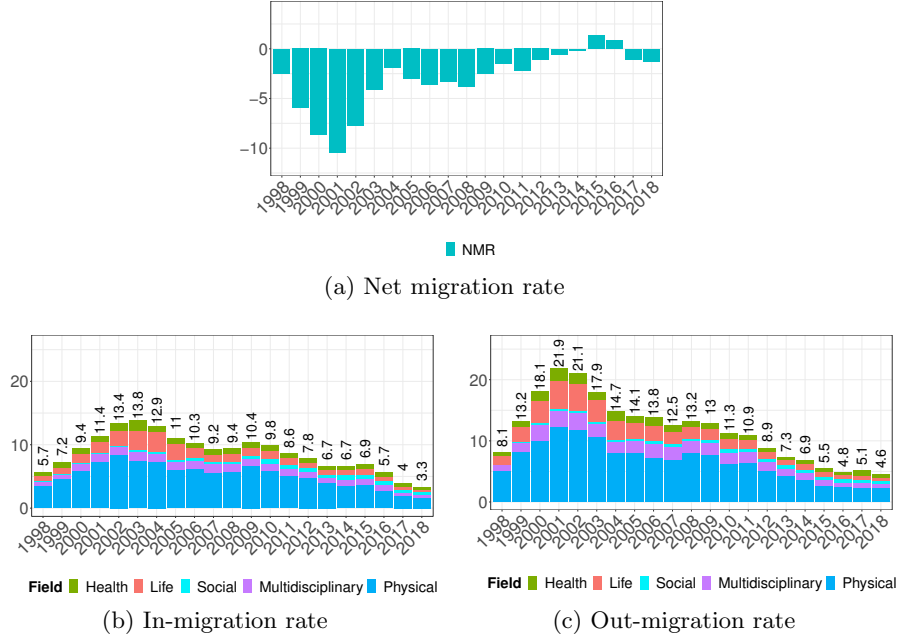 0
−5
−10
1998 1999 2000 2001 2002 2003 2004 2005 2006 2007 2008 2009 2010 2011 2012 2013 2014 2015 2016 2017 2018
NMR
(a) Net migration rate
20
10
0
5.7 7.2 9.4 11.4 13.4 13.8 12.9 11 10.3 9.2 9.4 10.4 9.8 8.6 7.8 6.7 6.7 6.9 5.7 4 3.3
1998 1999 2000 2001 2002 2003 2004 2005 2006 2007 2008 2009 2010 2011 2012 2013 2014 2015 2016 2017 2018
Field Health Life Social Multidisciplinary Physical
(b) In-migration rate
20
10
0
8.1 13.2 18.1 21.9 21.1 17.9 14.7 14.1 13.8 12.5 13.2 13 11.3 10.9 8.9 7.3 6.9 5.5 4.8 5.1 4.6
1998 1999 2000 2001 2002 2003 2004 2005 2006 2007 2008 2009 2010 2011 2012 2013 2014 2015 2016 2017 2018
Field Health Life Social Multidisciplinary Physical
(c) Out-migration rate